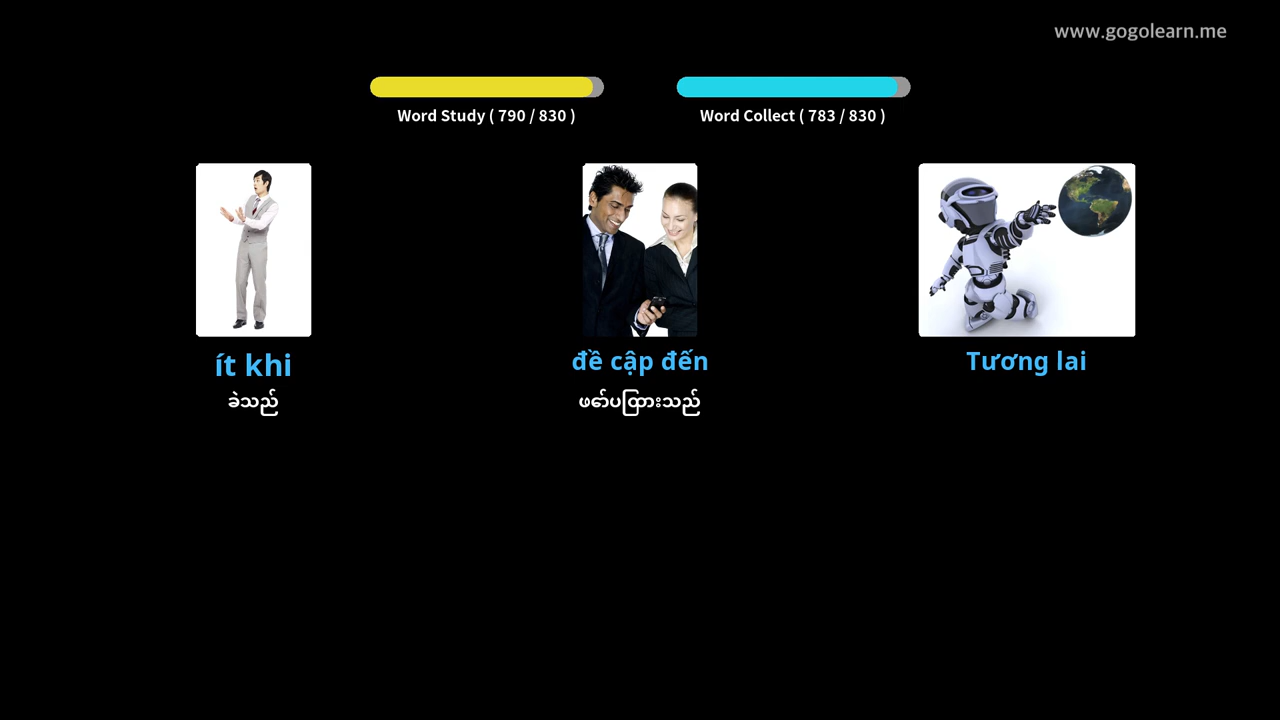 www.gogolearn.me
Word Study ( 790 / 830 )
Word Collect ( 783 / 830 )
ít khi
đề cập đến
Tương lai
ခဲသည်
ဖော်ပြထားသည်